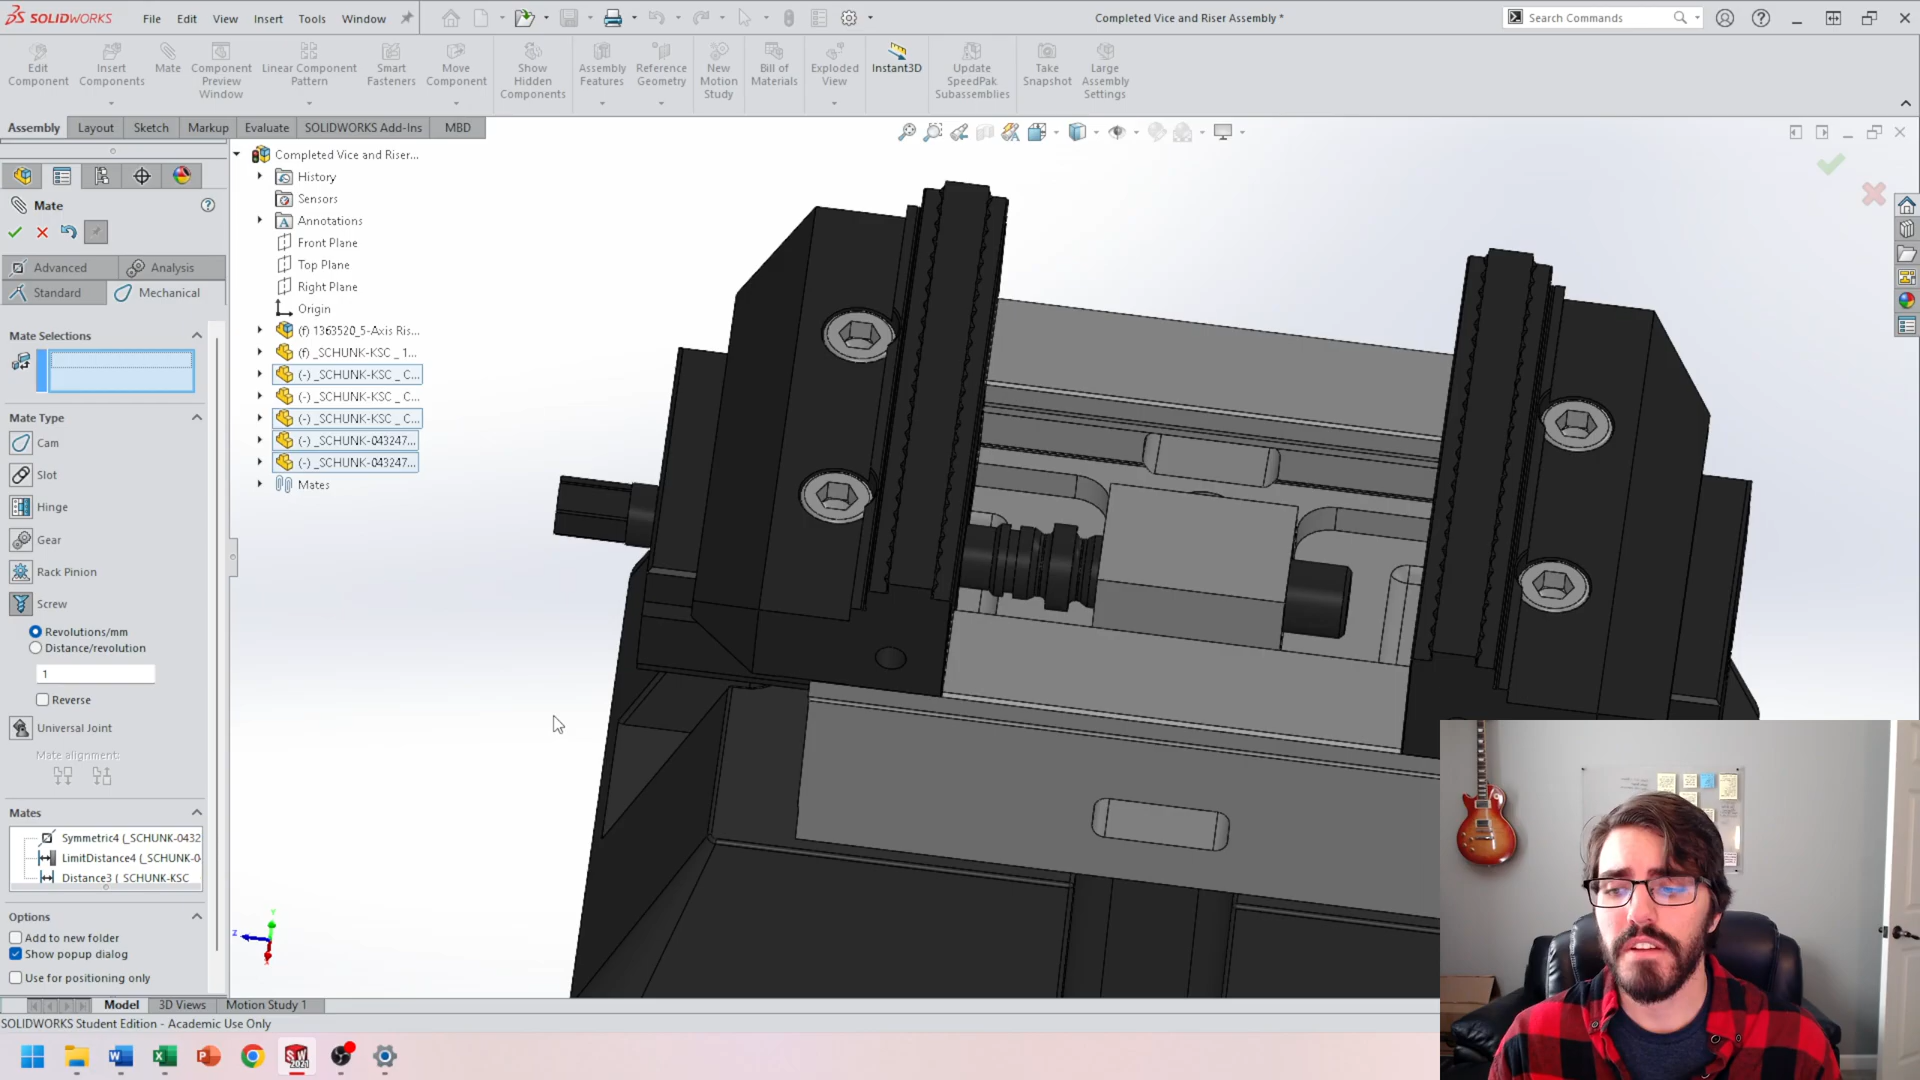 SOLIDWORKS
File Edit View Insert Tools Window
Completed Vice and Riser Assembly *
Search Commands
Edit Component
Insert Components
Mate
Component Preview Window
Linear Component Pattern
Smart Fasteners
Move Component
Show Hidden Components
Assembly Features
Reference Geometry
New Motion Study
Bill of Materials
Exploded View
Instant3D
Update SpeedPak Subassemblies
Take Snapshot
Large Assembly Settings
Assembly Layout Sketch Markup Evaluate SOLIDWORKS Add-Ins MBD
Mate
Advanced Analysis
Standard Mechanical
Mate Selections
Mate Type
Cam
Slot
Hinge
Gear
Rack Pinion
Screw
Revolutions/mm
Distance/revolution
1
Reverse
Universal Joint
Mate alignment:
Mates
Symmetric4 (_SCHUNK-0432
LimitDistance4 (_SCHUNK-0
Distance3 ( SCHUNK-KSC
Options
Add to new folder
Show popup dialog
Use for positioning only
Completed Vice and Riser...
History
Sensors
Annotations
Front Plane
Top Plane
Right Plane
Origin
(f) 1363520_5-Axis Ris...
(f) _SCHUNK-KSC _ 1...
(-) _SCHUNK-KSC _ C...
(-) _SCHUNK-KSC _ C...
(-) _SCHUNK-KSC _ C...
(-) _SCHUNK-043247...
(-) _SCHUNK-043247...
Mates
Model 3D Views Motion Study 1
SOLIDWORKS Student Edition - Academic Use Only